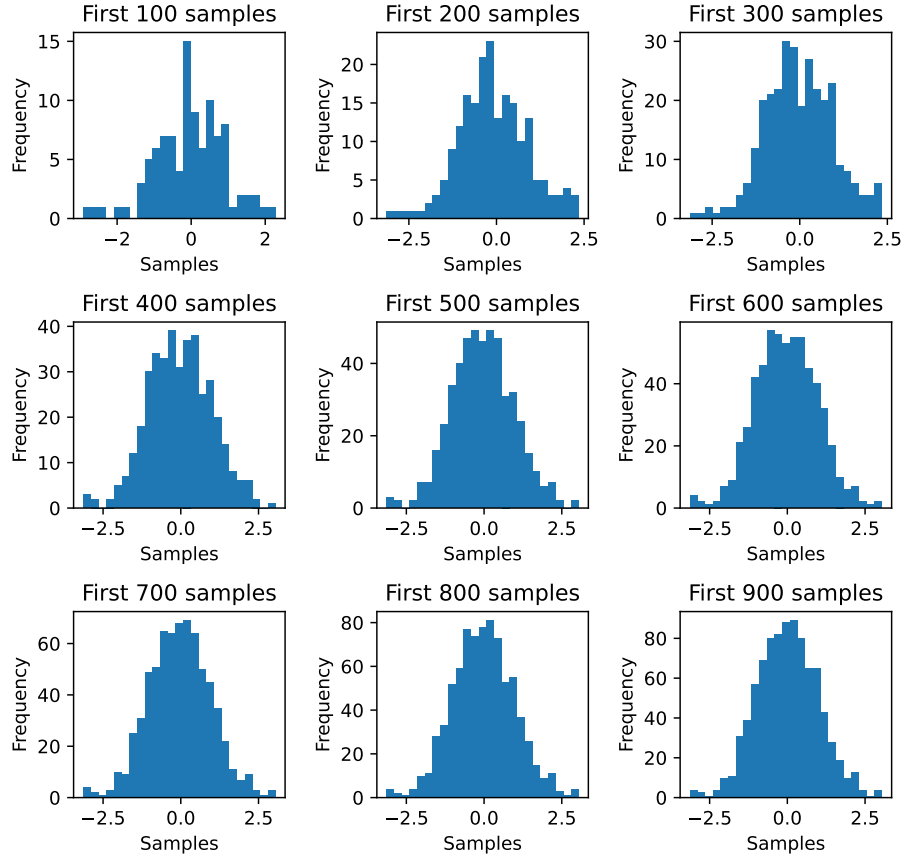 First 100 samples
15
10
5
0
Frequency
−2
0
2
Samples
First 200 samples
20
15
10
5
0
Frequency
−2.5
0.0
2.5
Samples
First 300 samples
30
20
10
0
Frequency
−2.5
0.0
2.5
Samples
First 400 samples
40
30
20
10
0
Frequency
−2.5
0.0
2.5
Samples
First 500 samples
40
20
0
Frequency
−2.5
0.0
2.5
Samples
First 600 samples
40
20
0
Frequency
−2.5
0.0
2.5
Samples
First 700 samples
60
40
20
0
Frequency
−2.5
0.0
2.5
Samples
First 800 samples
80
60
40
20
0
Frequency
−2.5
0.0
2.5
Samples
First 900 samples
80
60
40
20
0
Frequency
−2.5
0.0
2.5
Samples